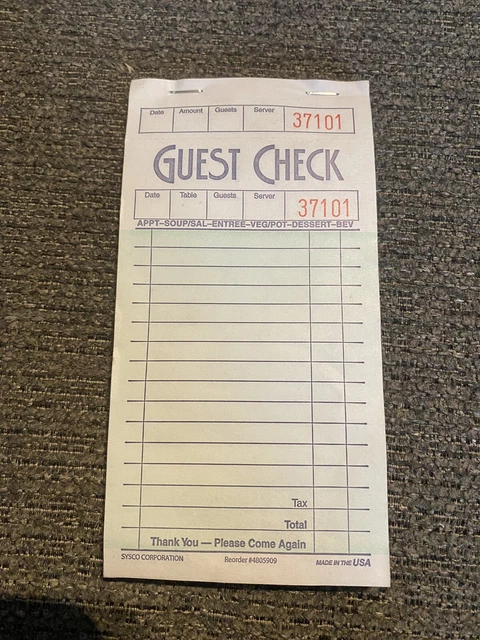 Date Amount Guests Server 37101
GUEST CHECK
Date Table Guests Server 37101
APPT–SOUP/SAL–ENTREE–VEG/POT–DESSERT–BEV
Tax
Total
Thank You — Please Come Again
SYSCO CORPORATION Reorder #4805909 MADE IN THE USA